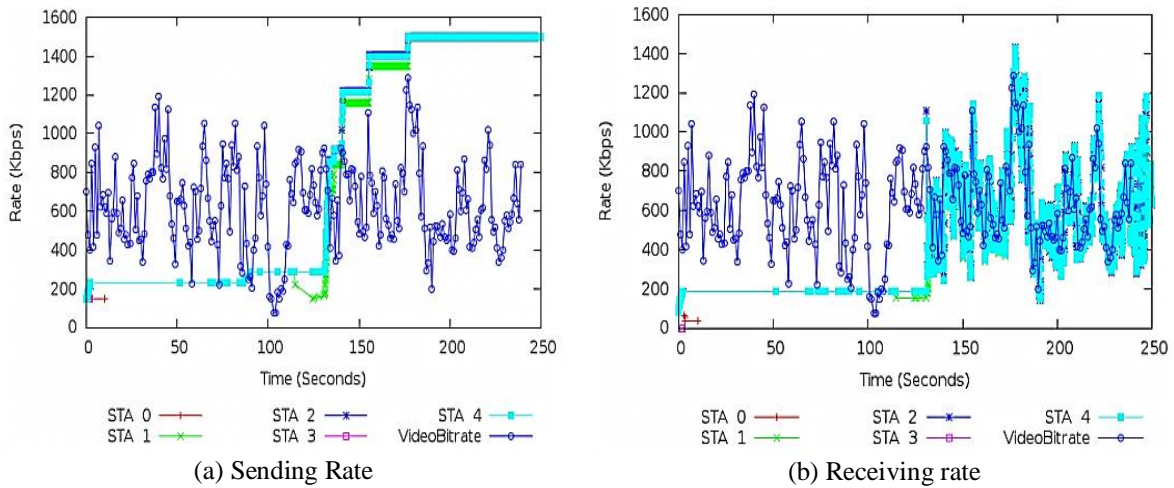 1600
1400
1200
1000
800
600
400
200
0
Rate (Kbps)
0 50 100 150 200 250
Time (Seconds)
STA 0 STA 2 STA 4
STA 1 STA 3 VideoBitrate
(a) Sending Rate
1600
1400
1200
1000
800
600
400
200
0
Rate (Kbps)
0 50 100 150 200 250
Time (Seconds)
STA 0 STA 2 STA 4
STA 1 STA 3 VideoBitrate
(b) Receiving rate